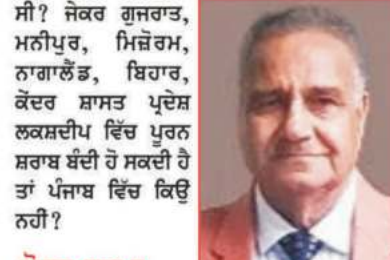 ਸੀ? ਜੇਕਰ ਗੁਜਰਾਤ,
ਮਨੀਪੁਰ, ਮਿਜ਼ੋਰਮ,
ਨਾਗਾਲੈਂਡ, ਬਿਹਾਰ,
ਕੇਂਦਰ ਸ਼ਾਸਤ ਪ੍ਰਦੇਸ਼
ਲਕਸ਼ਦੀਪ ਵਿੱਚ ਪੂਰਨ
ਸ਼ਰਾਬ ਬੰਦੀ ਹੋ ਸਕਦੀ ਹੈ
ਤਾਂ ਪੰਜਾਬ ਵਿੱਚ ਕਿਉ
ਨਹੀ?